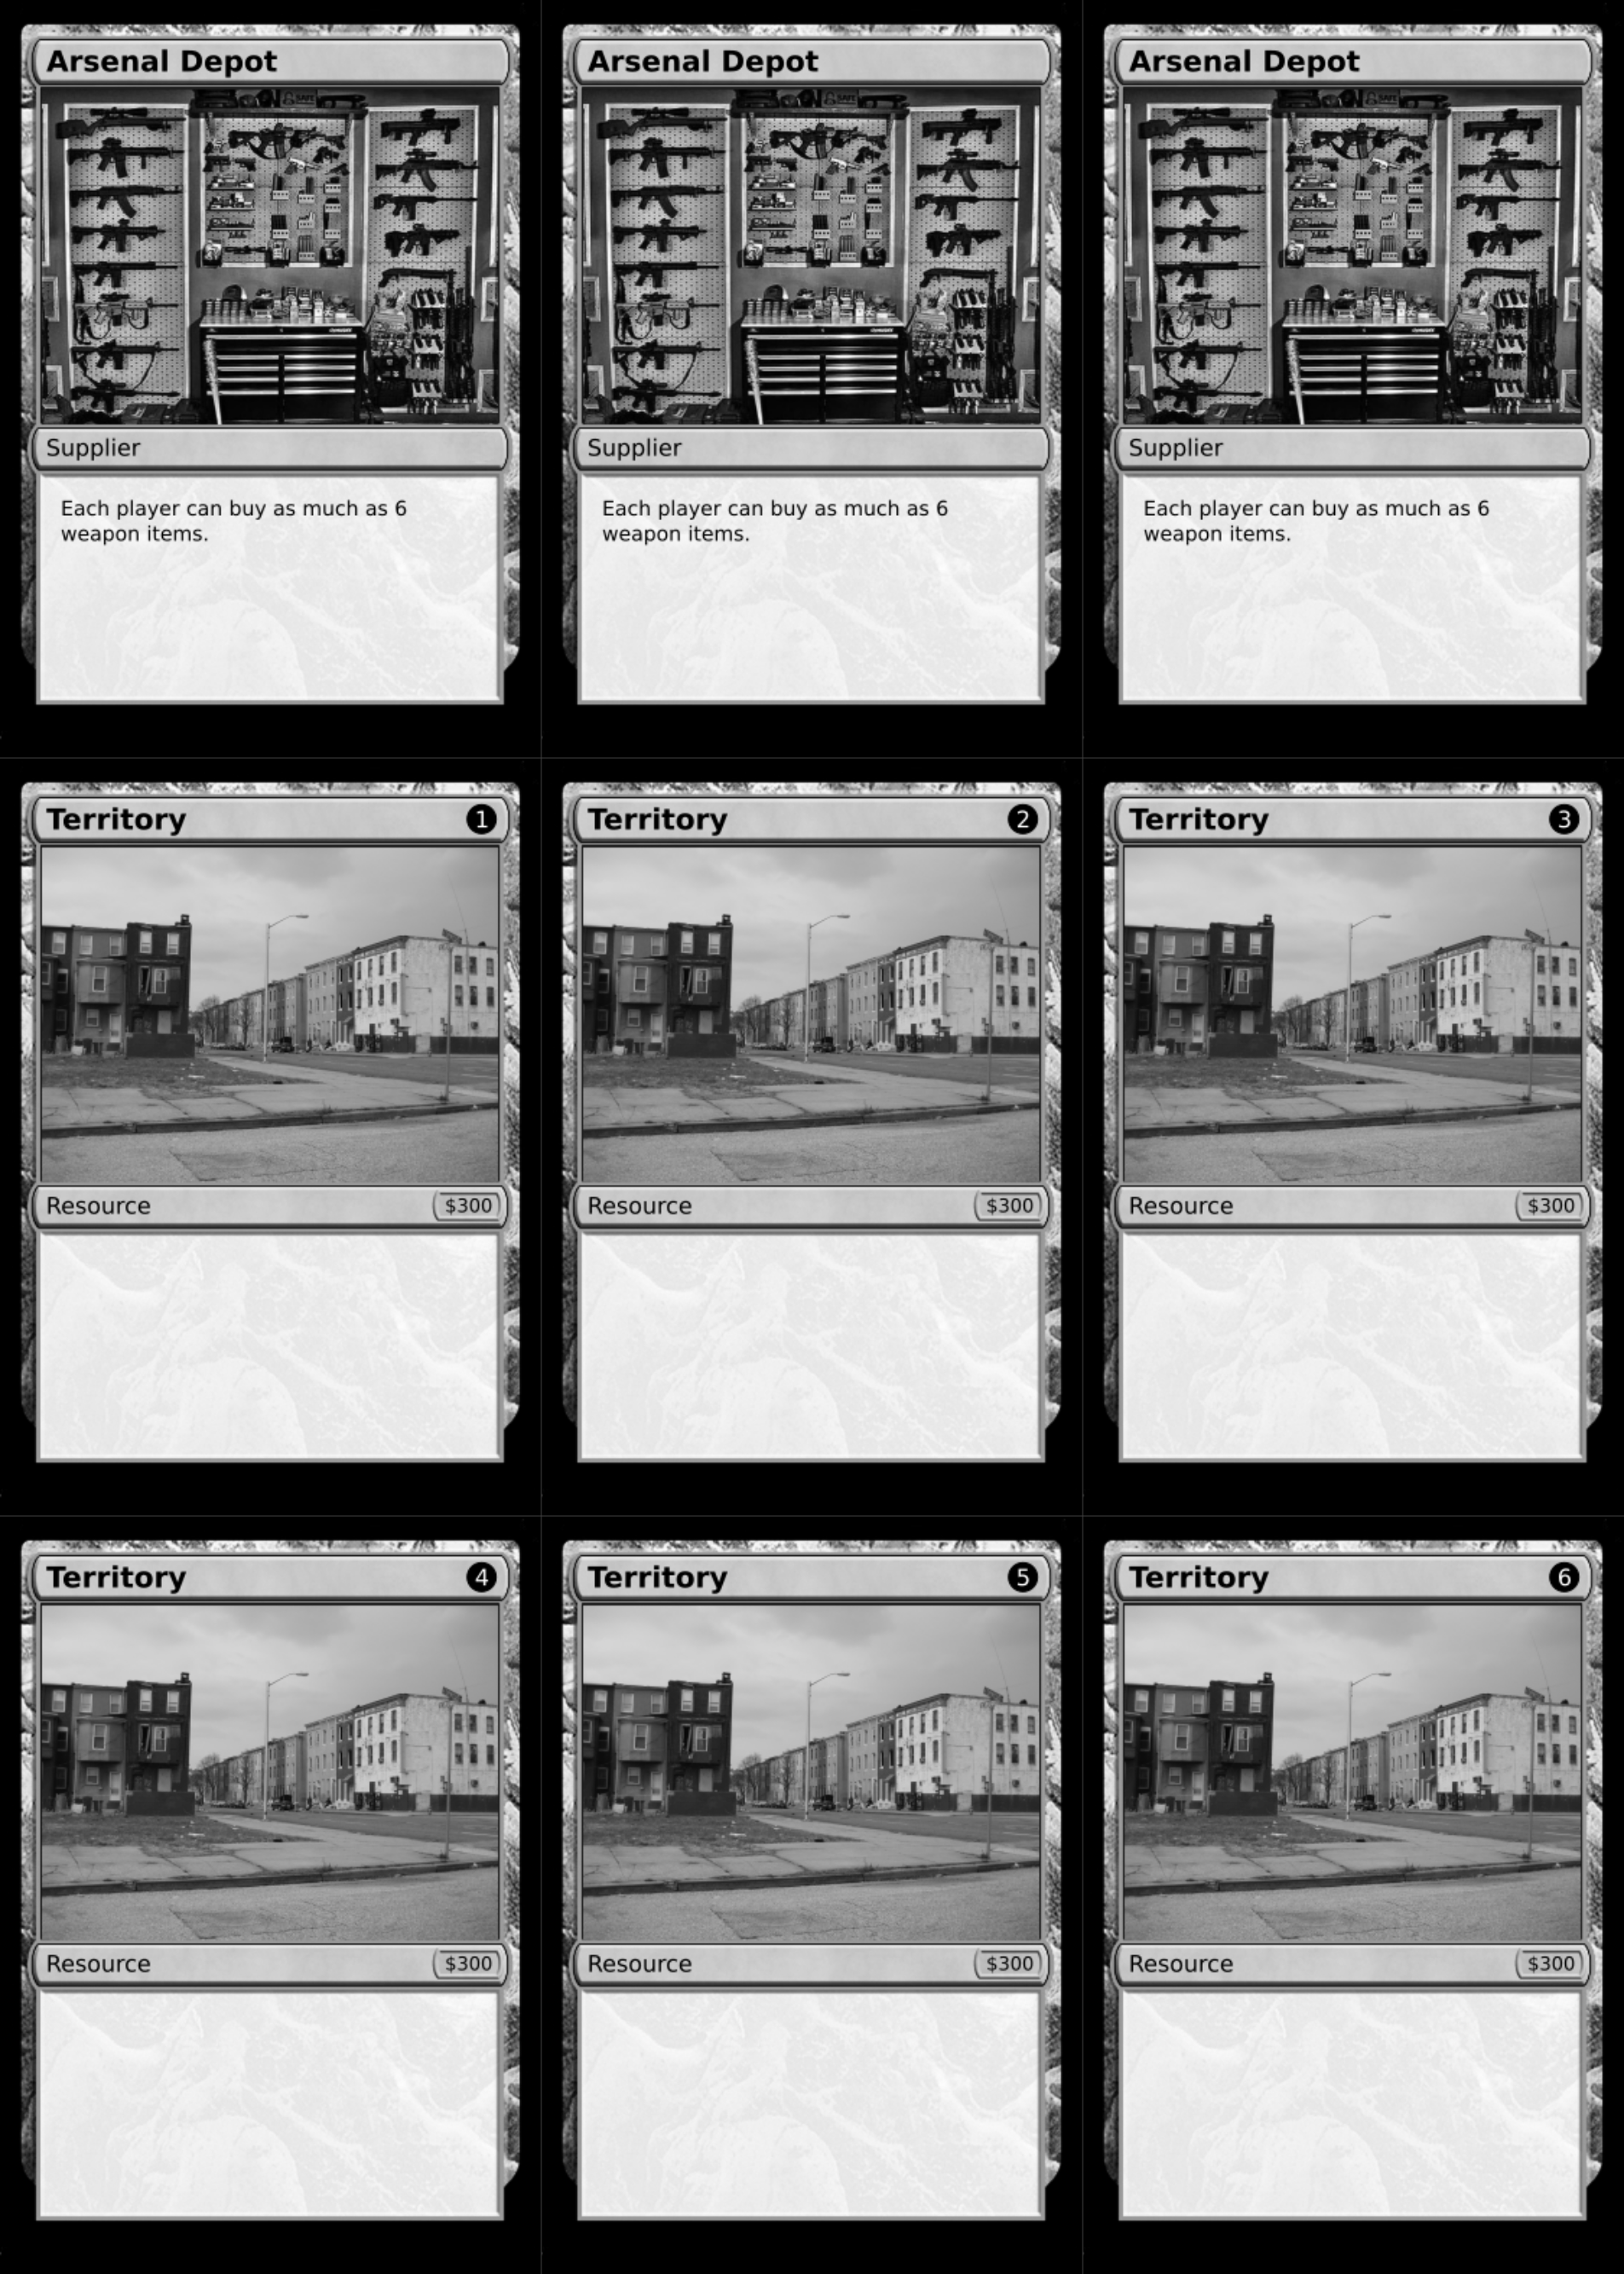 Arsenal Depot
Supplier
Each player can buy as much as 6
weapon items.
Arsenal Depot
Supplier
Each player can buy as much as 6
weapon items.
Arsenal Depot
Supplier
Each player can buy as much as 6
weapon items.
Territory 1
Resource $300
Territory 2
Resource $300
Territory 3
Resource $300
Territory 4
Resource $300
Territory 5
Resource $300
Territory 6
Resource $300